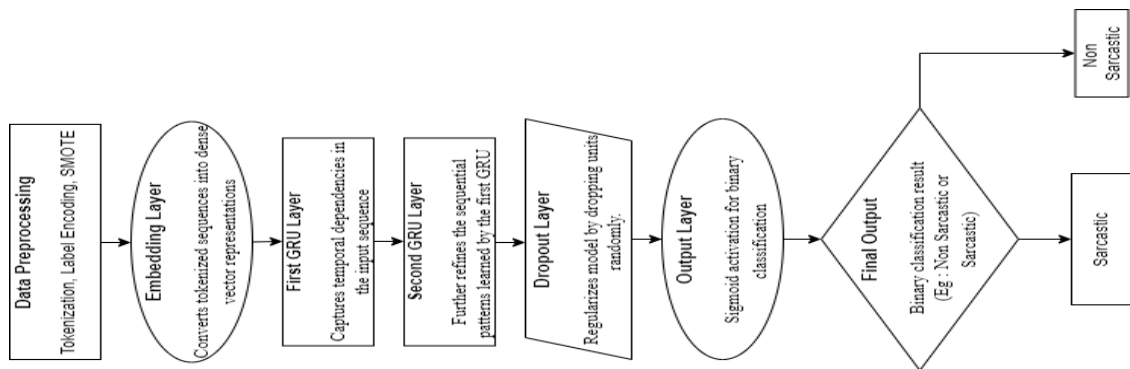 Data Preprocessing
Tokenization, Label Encoding, SMOTE
Embedding Layer
Converts tokenized sequences into dense
vector representations
First GRU Layer
Captures temporal dependencies in
the input sequence
Second GRU Layer
Further refines the sequential
patterns learned by the first GRU
Dropout Layer
Regularizes model by dropping units
randomly.
Output Layer
Sigmoid activation for binary
classification
Final Output
Binary classification result
(Eg : Non Sarcastic or
Sarcastic)
Non
Sarcastic
Sarcastic